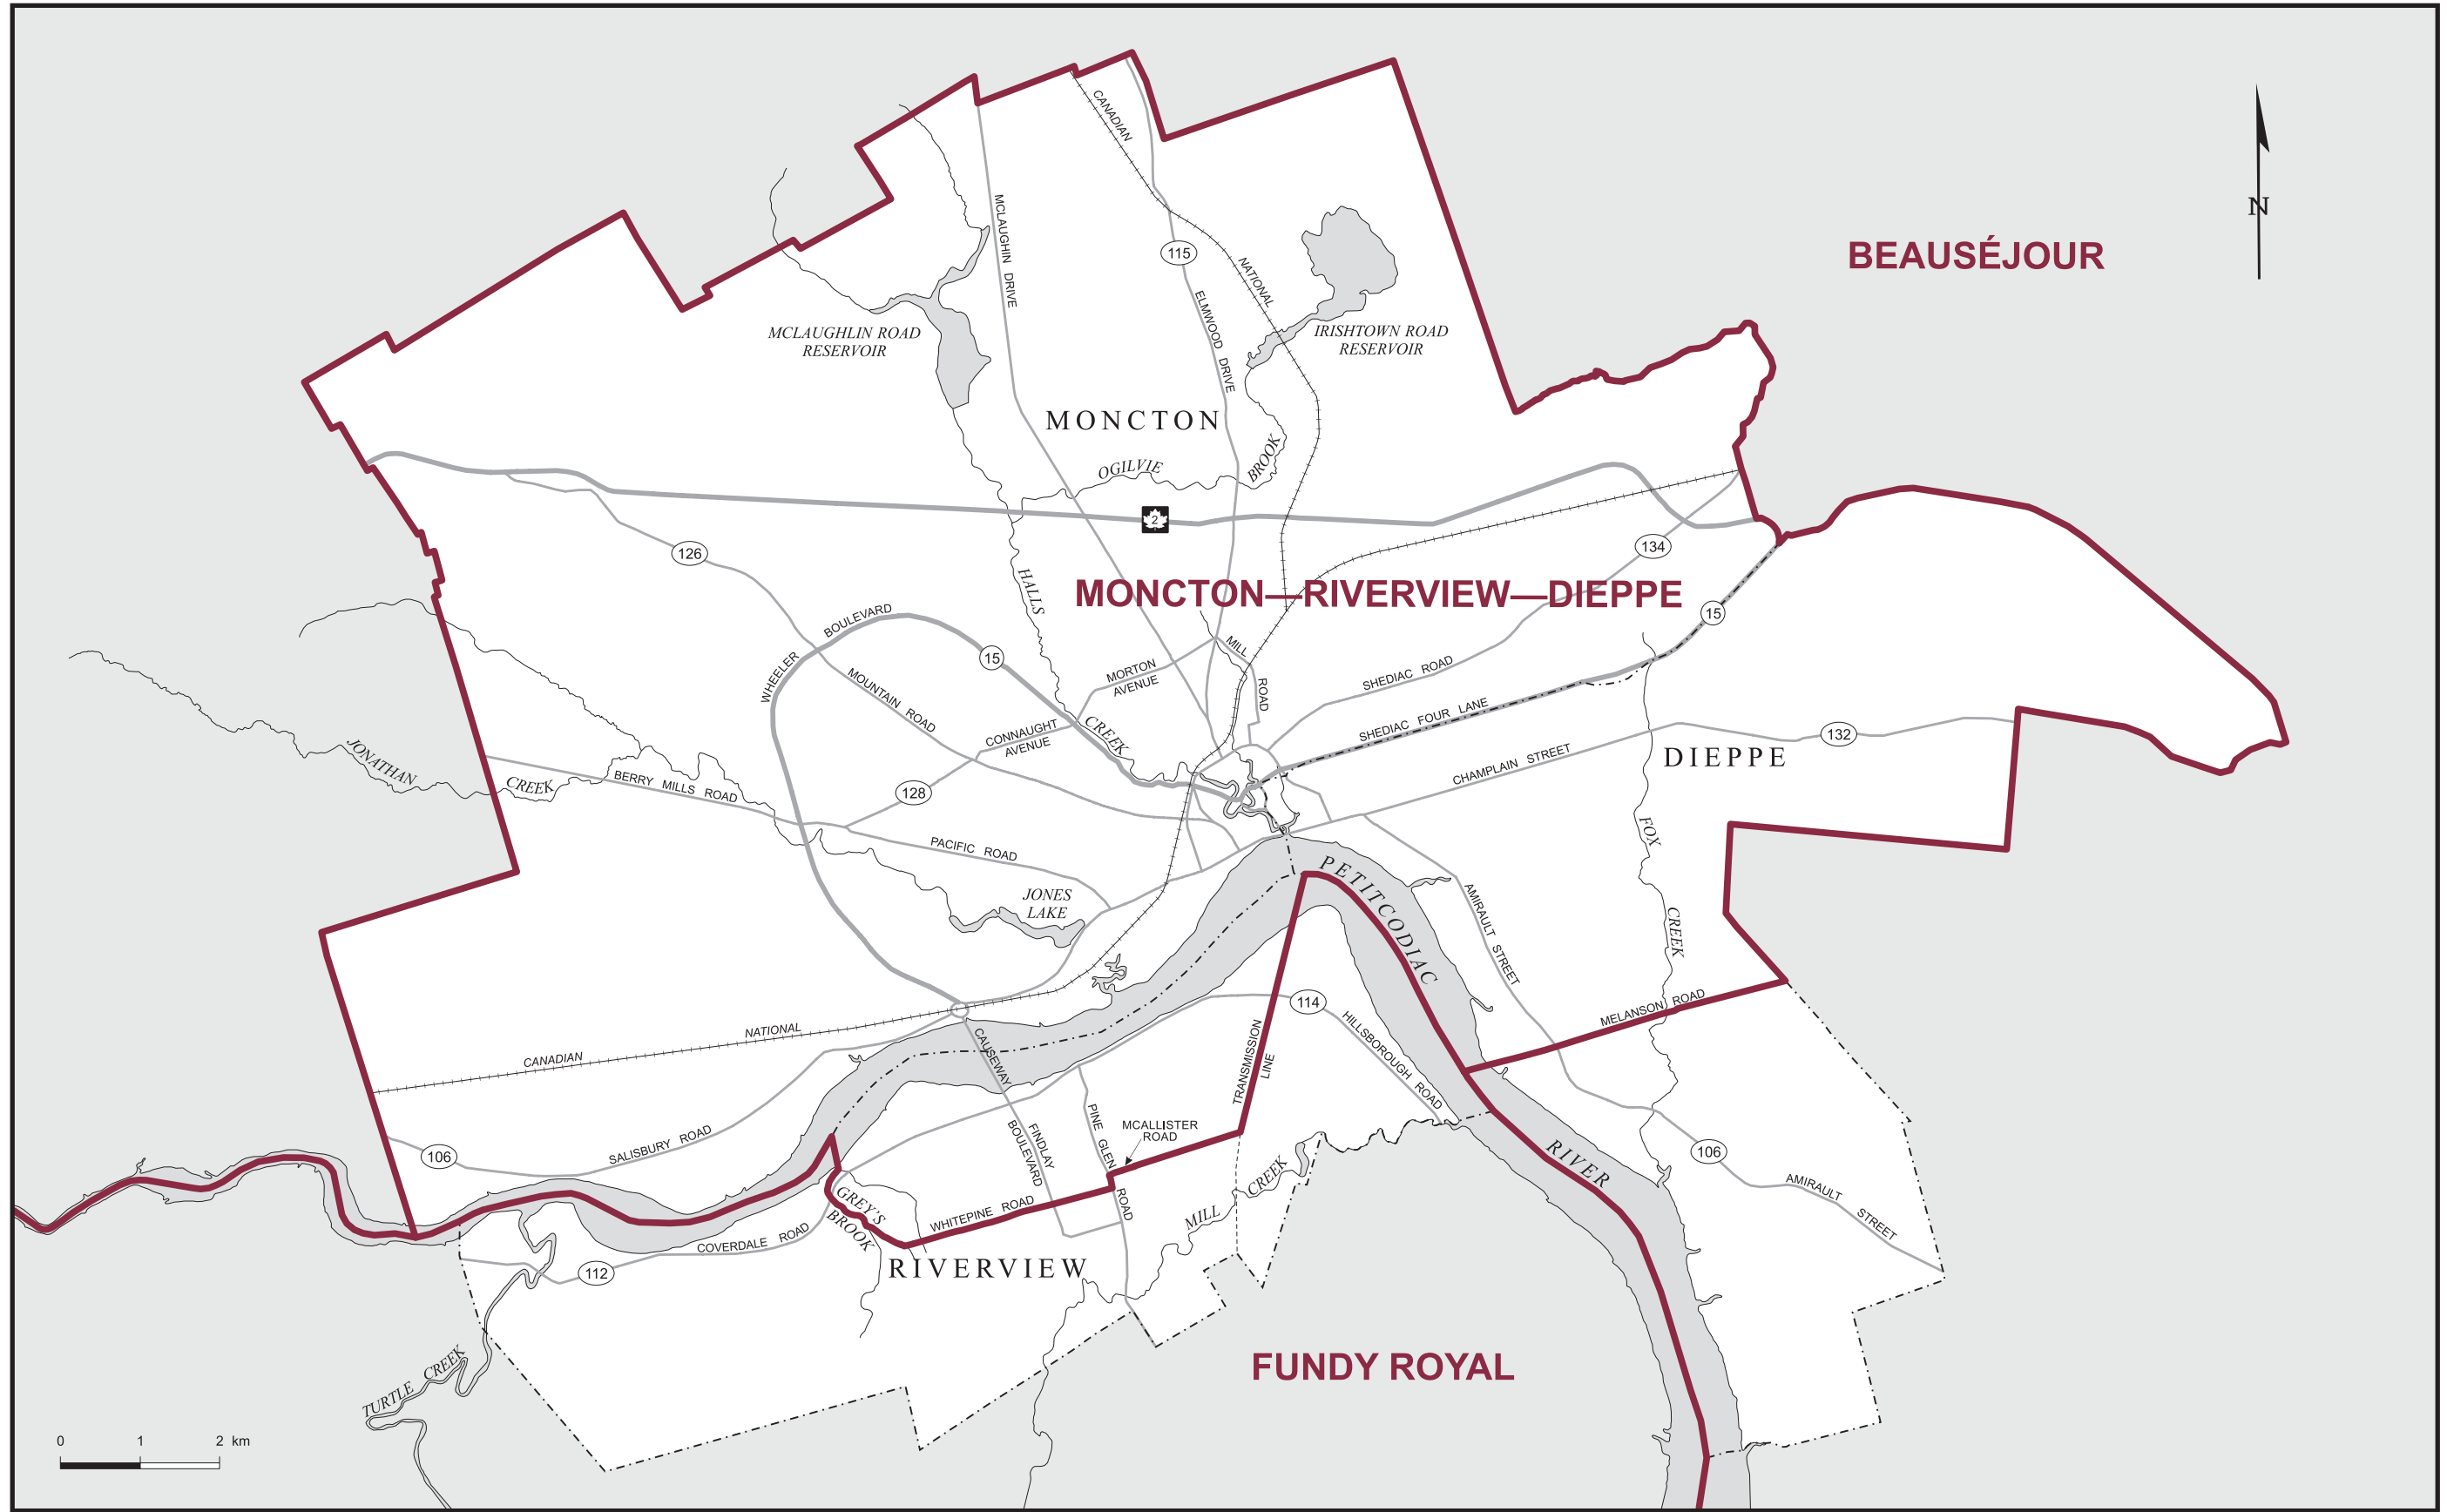 CANADIAN
NATIONAL
N
BEAUSÉJOUR
MCLAUGHIN DRIVE
115
ELMWOOD DRIVE
MCLAUGHLIN ROAD
RESERVOIR
IRISHTOWN ROAD
RESERVOIR
MONCTON
OGILVIE
BROOK
2
126
134
HALLS
CREEK
MONCTON—RIVERVIEW—DIEPPE
15
WHEELER
BOULEVARD
15
MORTON
AVENUE
MILL
ROAD
SHEDIAC ROAD
MOUNTAIN ROAD
CONNAUGHT
AVENUE
SHEDIAC FOUR LANE
132
DIEPPE
JONATHAN
CREEK
BERRY MILLS ROAD
128
CHAMPLAIN STREET
PACIFIC ROAD
FOX
CREEK
JONES
LAKE
PETITCODIAC
RIVER
AMIRAULT STREET
MELANSON ROAD
114
HILLSBOROUGH ROAD
TRANSMISSION
LINE
CANADIAN
NATIONAL
CAUSEWAY
FINDLAY
BOULEVARD
PINE GLEN
ROAD
MCALLISTER
ROAD
106
SALISBURY ROAD
106
AMIRAULT
STREET
GREY'S
BROOK
WHITEPINE ROAD
MILL
CREEK
COVERDALE ROAD
112
RIVERVIEW
TURTLE CREEK
FUNDY ROYAL
0 1 2 km